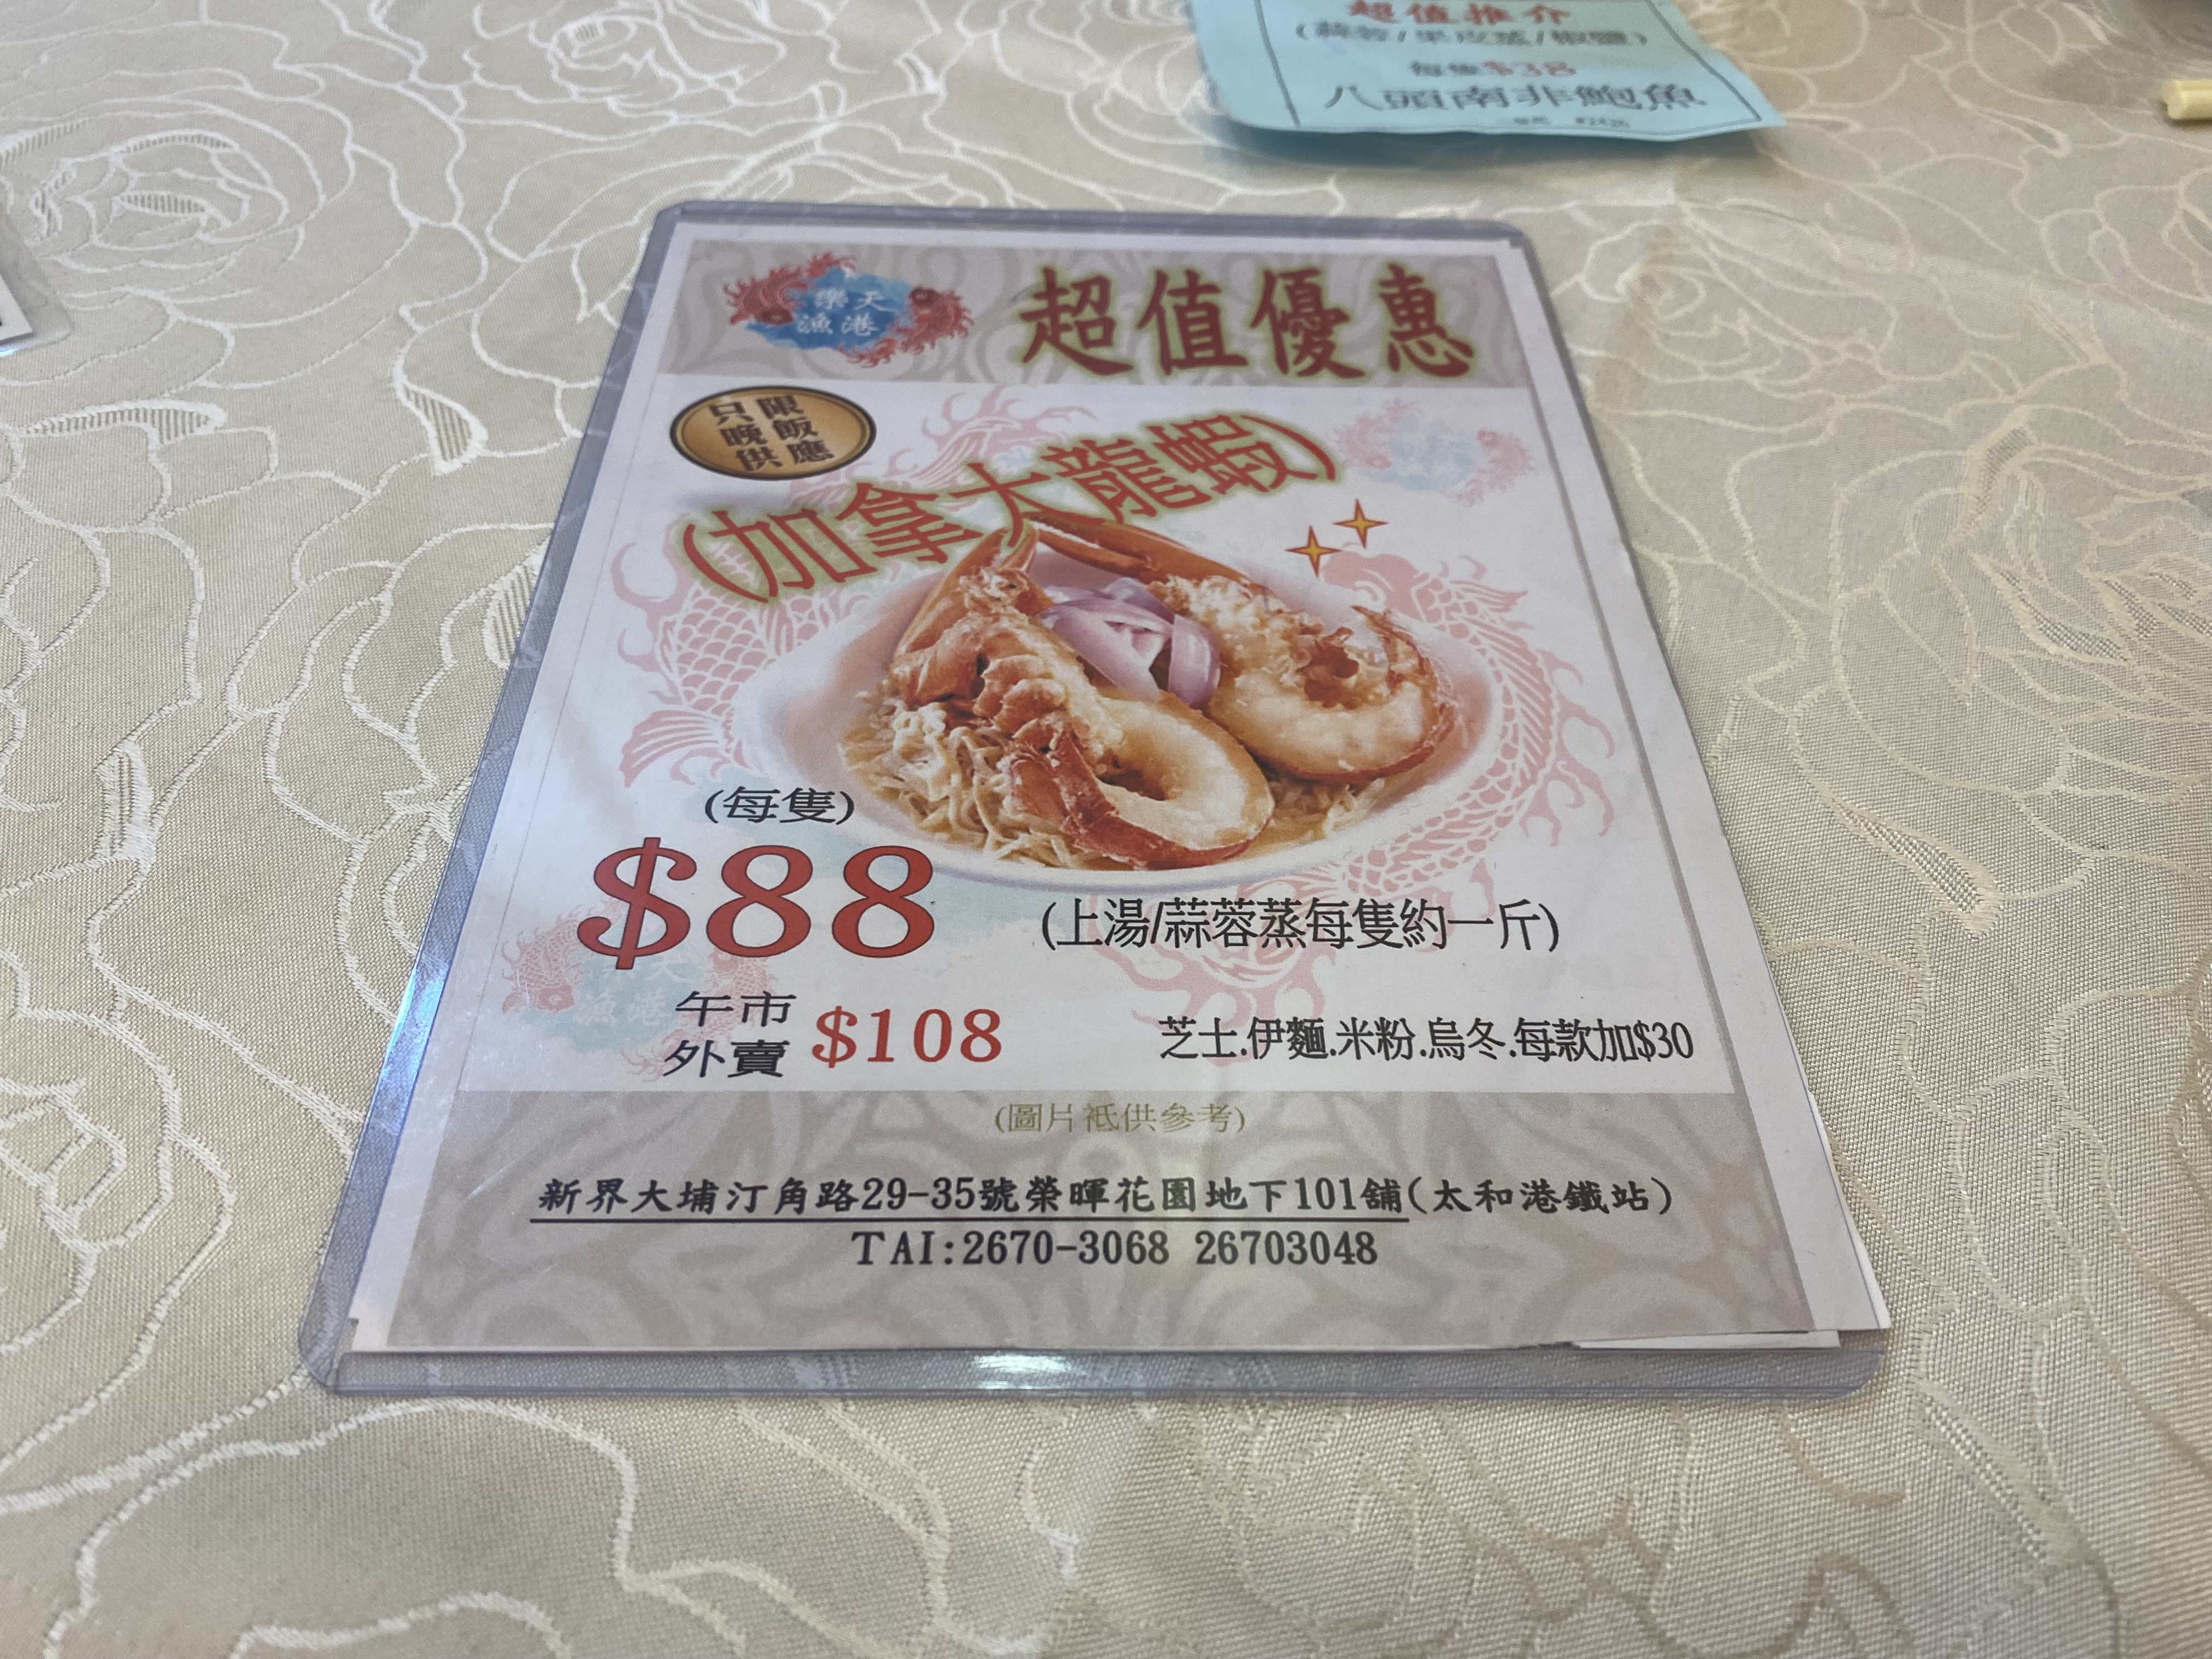 超值推介
每隻$38
八頭南非鮑魚
樂天
漁港
超值優惠
只限
晚飯
供應
(加拿大龍蝦)
(每隻)
$88
(上湯/蒜蓉蒸每隻約一斤)
午市
外賣
$108
芝士.伊麵.米粉.烏冬.每款加$30
(圖片衹供參考)
新界大埔汀角路29-35號榮暉花園地下101舖(太和港鐵站)
TAI:2670-3068 26703048